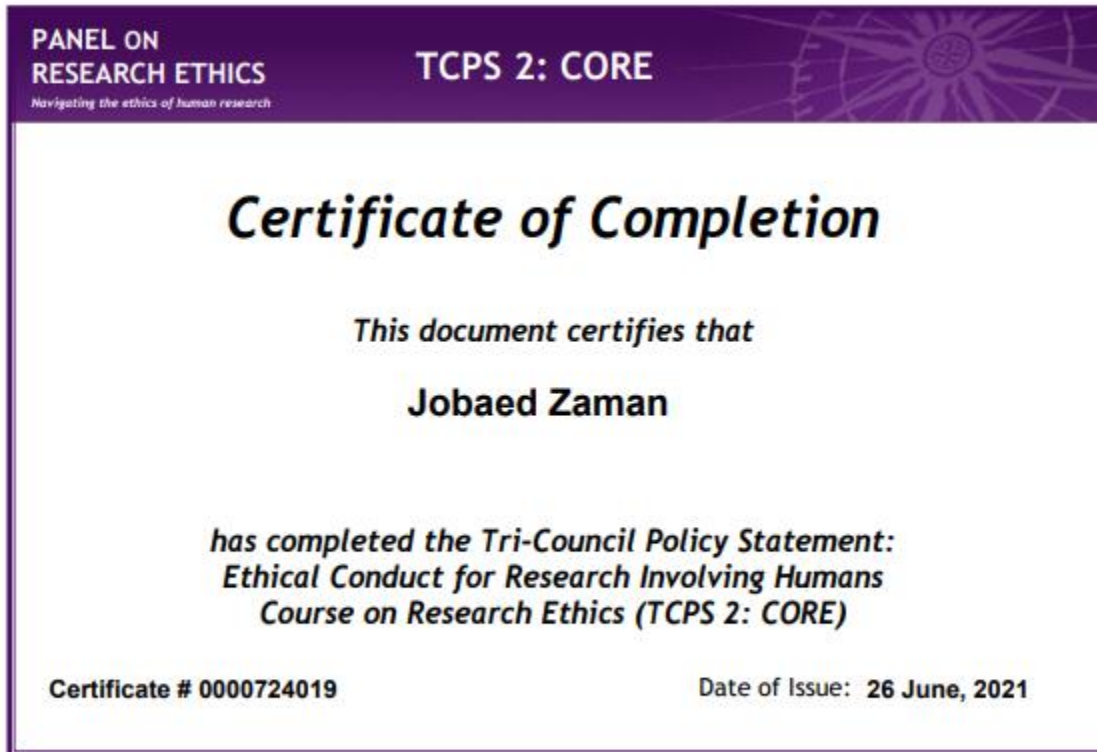 PANEL ON
RESEARCH ETHICS
Navigating the ethics of human research
TCPS 2: CORE
Certificate of Completion
This document certifies that
Jobaed Zaman
has completed the Tri-Council Policy Statement:
Ethical Conduct for Research Involving Humans
Course on Research Ethics (TCPS 2: CORE)
Certificate # 0000724019
Date of Issue: 26 June, 2021